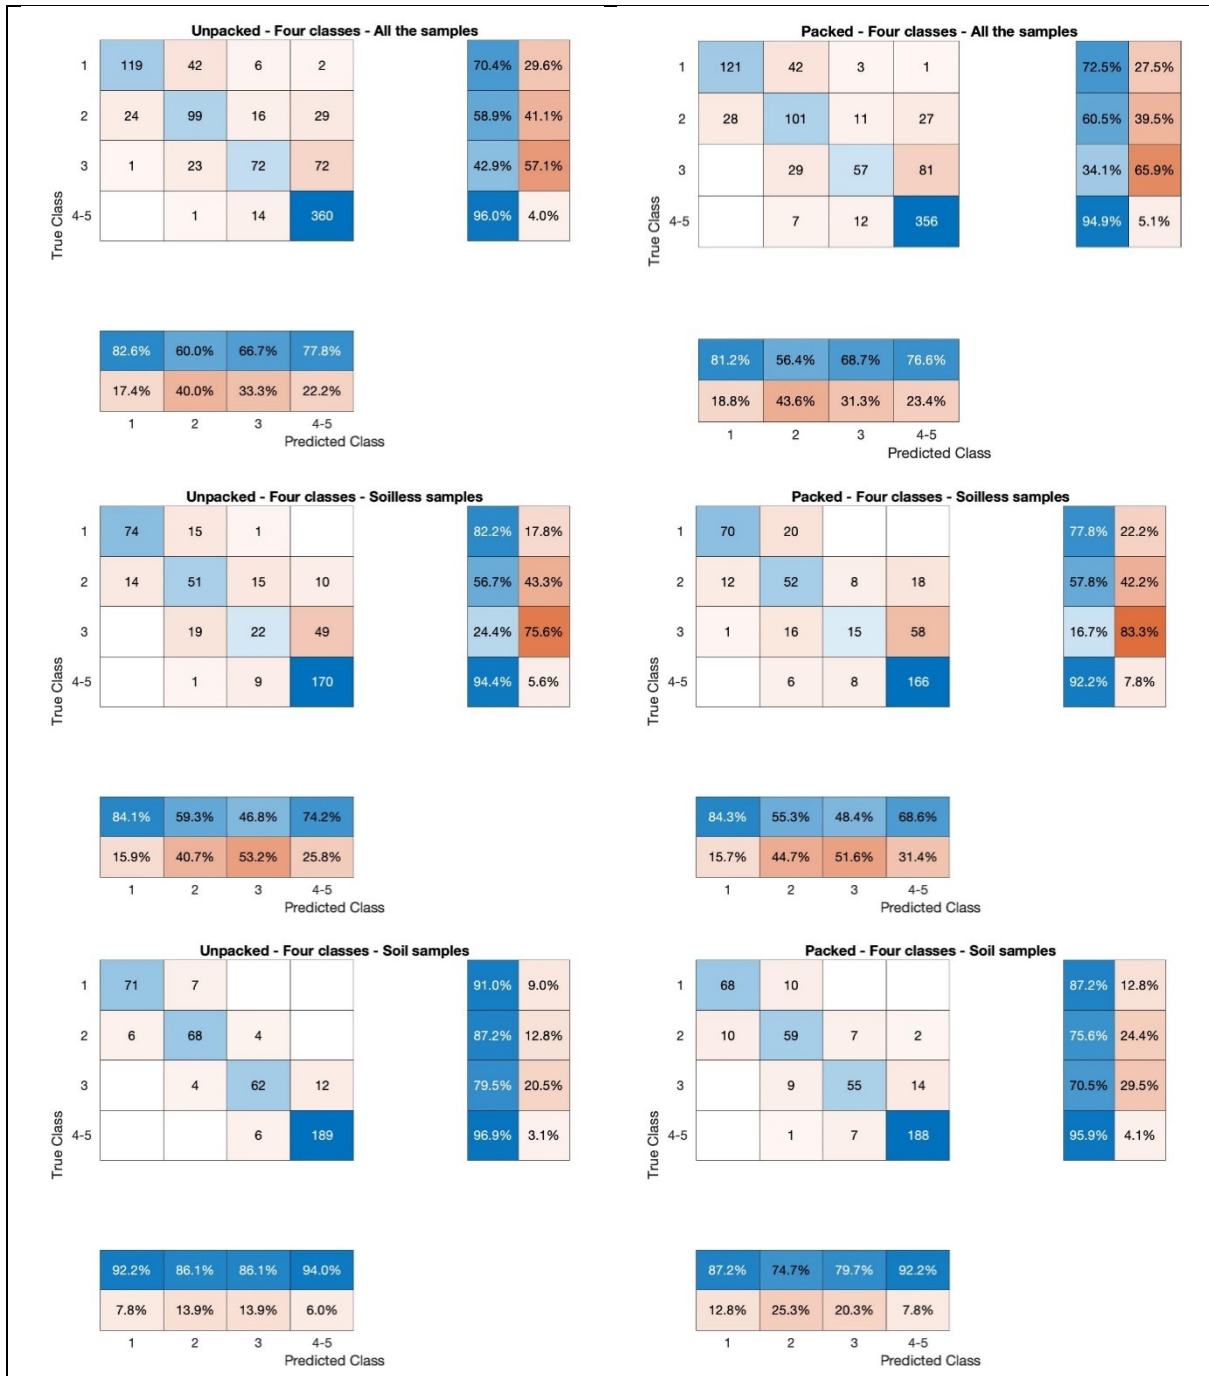 Unpacked - Four classes - All the samples
1 119 42 6 2 70.4% 29.6%
2 24 99 16 29 58.9% 41.1%
3 1 23 72 72 42.9% 57.1%
4-5 1 14 360 96.0% 4.0%
True Class
82.6% 60.0% 66.7% 77.8%
17.4% 40.0% 33.3% 22.2%
1 2 3 4-5
Predicted Class
Packed - Four classes - All the samples
1 121 42 3 1 72.5% 27.5%
2 28 101 11 27 60.5% 39.5%
3 29 57 81 34.1% 65.9%
4-5 7 12 356 94.9% 5.1%
True Class
81.2% 56.4% 68.7% 76.6%
18.8% 43.6% 31.3% 23.4%
1 2 3 4-5
Predicted Class
Unpacked - Four classes - Soilless samples
1 74 15 1 82.2% 17.8%
2 14 51 15 10 56.7% 43.3%
3 19 22 49 24.4% 75.6%
4-5 1 9 170 94.4% 5.6%
True Class
84.1% 59.3% 46.8% 74.2%
15.9% 40.7% 53.2% 25.8%
1 2 3 4-5
Predicted Class
Packed - Four classes - Soilless samples
1 70 20 77.8% 22.2%
2 12 52 8 18 57.8% 42.2%
3 1 16 15 58 16.7% 83.3%
4-5 6 8 166 92.2% 7.8%
True Class
84.3% 55.3% 48.4% 68.6%
15.7% 44.7% 51.6% 31.4%
1 2 3 4-5
Predicted Class
Unpacked - Four classes - Soil samples
1 71 7 91.0% 9.0%
2 6 68 4 87.2% 12.8%
3 4 62 12 79.5% 20.5%
4-5 6 189 96.9% 3.1%
True Class
92.2% 86.1% 86.1% 94.0%
7.8% 13.9% 13.9% 6.0%
1 2 3 4-5
Predicted Class
Packed - Four classes - Soil samples
1 68 10 87.2% 12.8%
2 10 59 7 2 75.6% 24.4%
3 9 55 14 70.5% 29.5%
4-5 1 7 188 95.9% 4.1%
True Class
87.2% 74.7% 79.7% 92.2%
12.8% 25.3% 20.3% 7.8%
1 2 3 4-5
Predicted Class